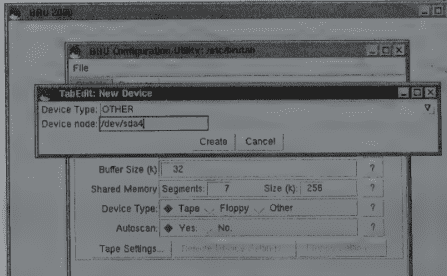 BRU 2000
BRU Configuration Utility: /etc/brutab
File
TabEdit: New Device
Device Type: OTHER
Device node: /dev/sda4
Create Cancel
Buffer Size (k) 32 ?
Shared Memory Segments: 7 Size (k): 256 ?
Device Type: Tape Floppy Other ?
Autoscan: Yes No ?
Tape Settings...